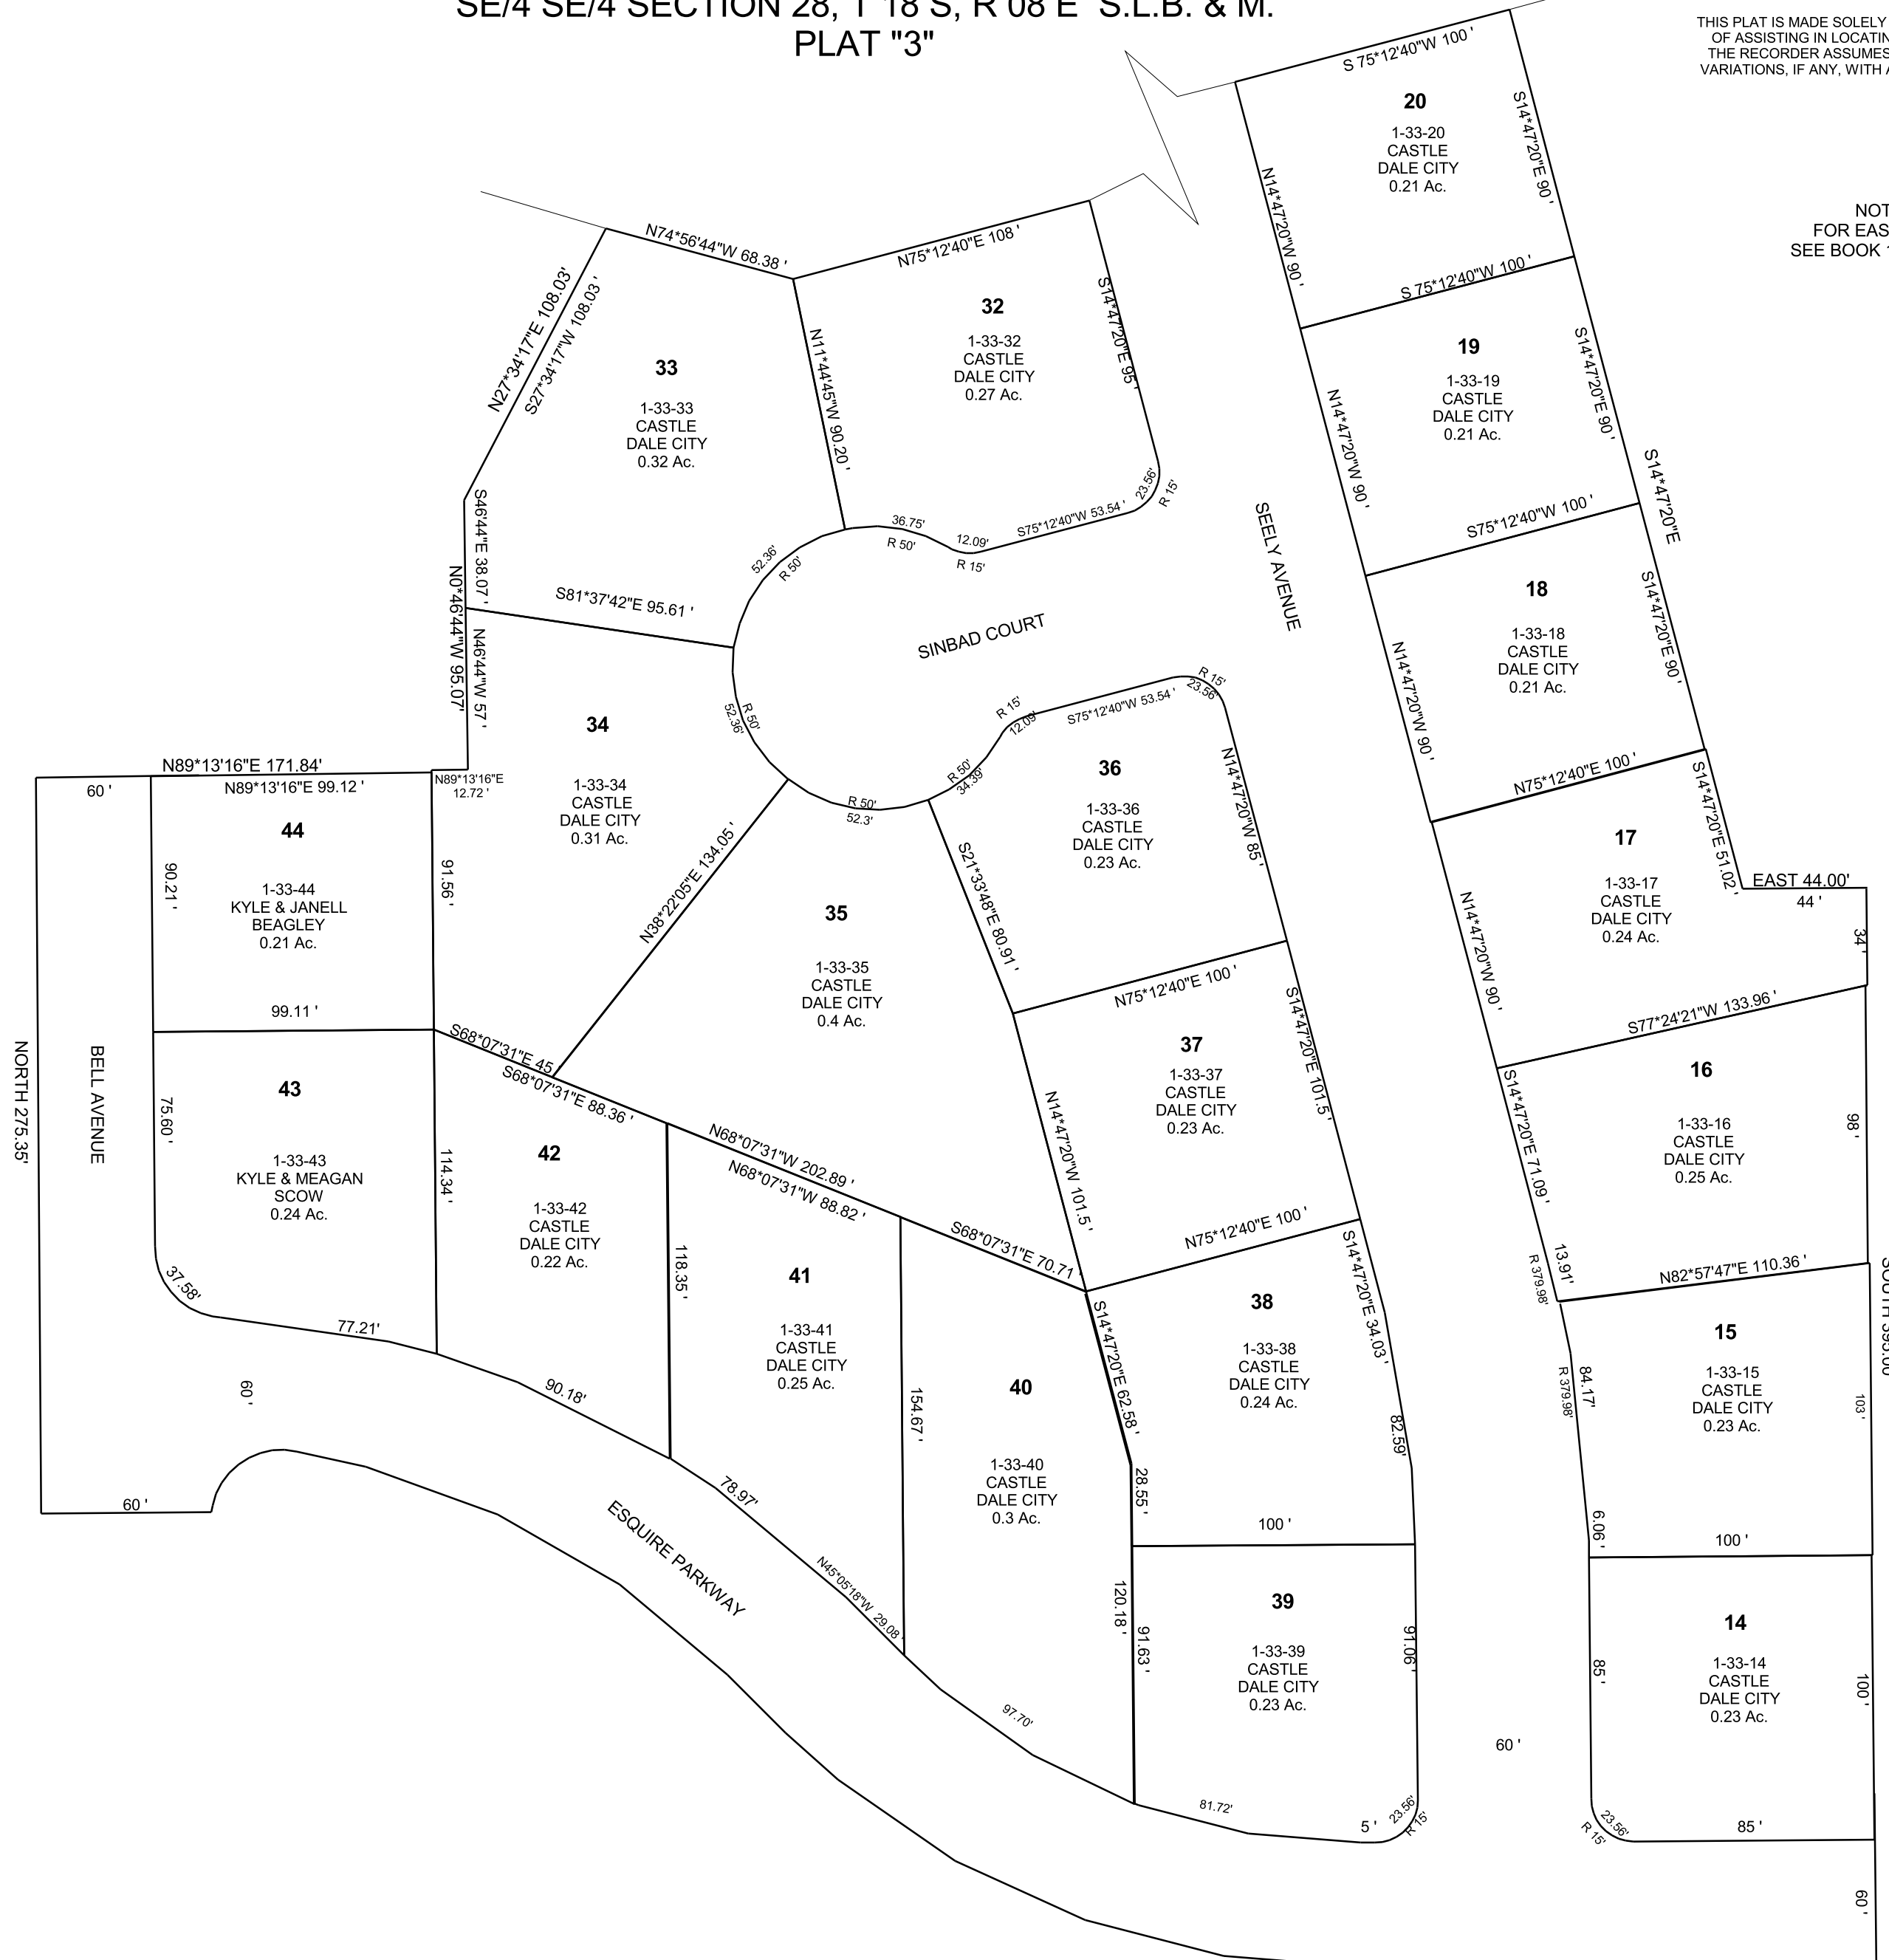 SE/4 SE/4 SECTION 28, T 18 S, R 08 E S.L.B. & M.
PLAT "3"
THIS PLAT IS MADE SOLELY
OF ASSISTING IN LOCATIN
THE RECORDER ASSUMES
VARIATIONS, IF ANY, WITH
NOT
FOR EAS
SEE BOOK 1
S 75*12'40"W 100 '
20
1-33-20
CASTLE
DALE CITY
0.21 Ac.
N14*47'20"W 90 '
S14*47'20"E 90 '
S 75*12'40"W 100 '
19
1-33-19
CASTLE
DALE CITY
0.21 Ac.
N14*47'20"W 90 '
S14*47'20"E 90 '
S14*47'20"E
S75*12'40"W 100 '
18
1-33-18
CASTLE
DALE CITY
0.21 Ac.
N14*47'20"W 90 '
S14*47'20"E 90 '
N75*12'40"E 100 '
17
1-33-17
CASTLE
DALE CITY
0.24 Ac.
N14*47'20"W 90 '
S14*47'20"E 51.02 '
EAST 44.00'
44 '
34 '
S77*24'21"W 133.96 '
16
1-33-16
CASTLE
DALE CITY
0.25 Ac.
S14*47'20"E 71.09 '
13.91'
R 379.98'
98'
N82*57'47"E 110.36 '
SOUTH 395.00
15
1-33-15
CASTLE
DALE CITY
0.23 Ac.
84.17'
R 379.98'
103 '
6.06 '
100 '
14
1-33-14
CASTLE
DALE CITY
0.23 Ac.
85 '
100 '
23.56'
R 15'
85 '
60 '
60 '
SEELY AVENUE
N74*56'44"W 68.38 '
N75*12'40"E 108 '
N27*34'17"E 108.03'
S27*34'17"W 108.03 '
33
1-33-33
CASTLE
DALE CITY
0.32 Ac.
N11*44'45"W 90.20 '
32
1-33-32
CASTLE
DALE CITY
0.27 Ac.
S14*47'20"E 95 '
23.56'
R 15'
S75*12'40"W 53.54 '
12.09'
R 15'
36.75'
R 50'
52.36'
R 50'
S46'44"E 38.07 '
N0*46'44"W 95.07'
N46'44"W 57 '
S81*37'42"E 95.61 '
SINBAD COURT
34
1-33-34
CASTLE
DALE CITY
0.31 Ac.
R 50'
52.36'
R 50'
52.3'
R 50'
34.39'
R 15'
12.09'
S75*12'40"W 53.54 '
R 15'
23.56'
36
1-33-36
CASTLE
DALE CITY
0.23 Ac.
N14*47'20"W 85 '
S21*33'48"E 80.91 '
N75*12'40"E 100 '
N38*22'05"E 134.05 '
35
1-33-35
CASTLE
DALE CITY
0.4 Ac.
37
1-33-37
CASTLE
DALE CITY
0.23 Ac.
N14*47'20"W 101.5 '
S14*47'20"E 101.5 '
N75*12'40"E 100 '
N89*13'16"E 171.84'
60 '
N89*13'16"E 99.12 '
N89*13'16"E
12.72 '
44
1-33-44
KYLE & JANELL
BEAGLEY
0.21 Ac.
90.21 '
91.56 '
99.11 '
NORTH 275.35'
BELL AVENUE
43
1-33-43
KYLE & MEAGAN
SCOW
0.24 Ac.
75.60 '
114.34 '
37.58'
77.21'
60 '
60 '
S68*07'31"E 45
S68*07'31"E 88.36 '
42
1-33-42
CASTLE
DALE CITY
0.22 Ac.
90.18'
118.35 '
N68*07'31"W 202.89 '
N68*07'31"W 88.82 '
41
1-33-41
CASTLE
DALE CITY
0.25 Ac.
78.97'
N45*05'18"W 29.08 '
154.67 '
S68*07'31"E 70.71 '
40
1-33-40
CASTLE
DALE CITY
0.3 Ac.
97.70'
120.18 '
S14*47'20"E 62.58 '
28.55 '
38
1-33-38
CASTLE
DALE CITY
0.24 Ac.
S14*47'20"E 34.03 '
82.59'
100 '
39
1-33-39
CASTLE
DALE CITY
0.23 Ac.
91.63 '
91.06 '
81.72'
5 '
23.56'
R 15'
ESQUIRE PARKWAY